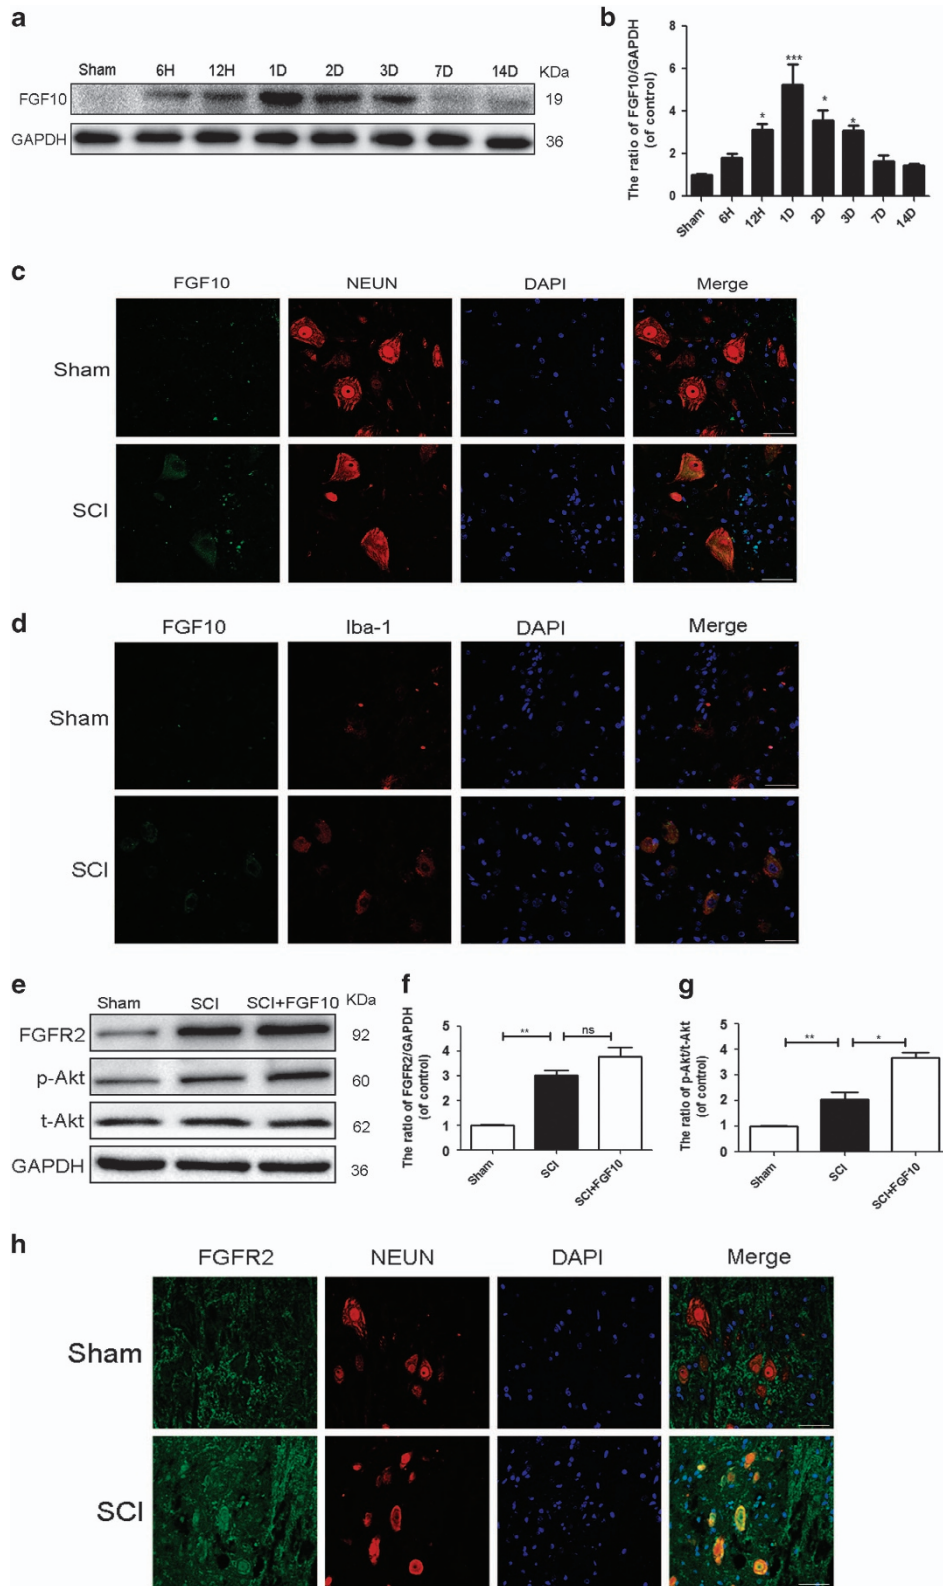 a
Sham 6H 12H 1D 2D 3D 7D 14D KDa
FGF10 19
GAPDH 36
b
The ratio of FGF10/GAPDH
(of control)
8
6
4
2
0
* *** * *
Sham 6H 12H 1D 2D 3D 7D 14D
c
FGF10 NEUN DAPI Merge
Sham
SCI
d
FGF10 Iba-1 DAPI Merge
Sham
SCI
e
Sham SCI SCI+FGF10 KDa
FGFR2 92
p-Akt 60
t-Akt 62
GAPDH 36
f
The ratio of FGFR2/GAPDH
(of control)
5
4
3
2
1
0
** ns
Sham SCI SCI+FGF10
g
The ratio of p-Akt/t-Akt
(of control)
5
4
3
2
1
0
** *
Sham SCI SCI+FGF10
h
FGFR2 NEUN DAPI Merge
Sham
SCI